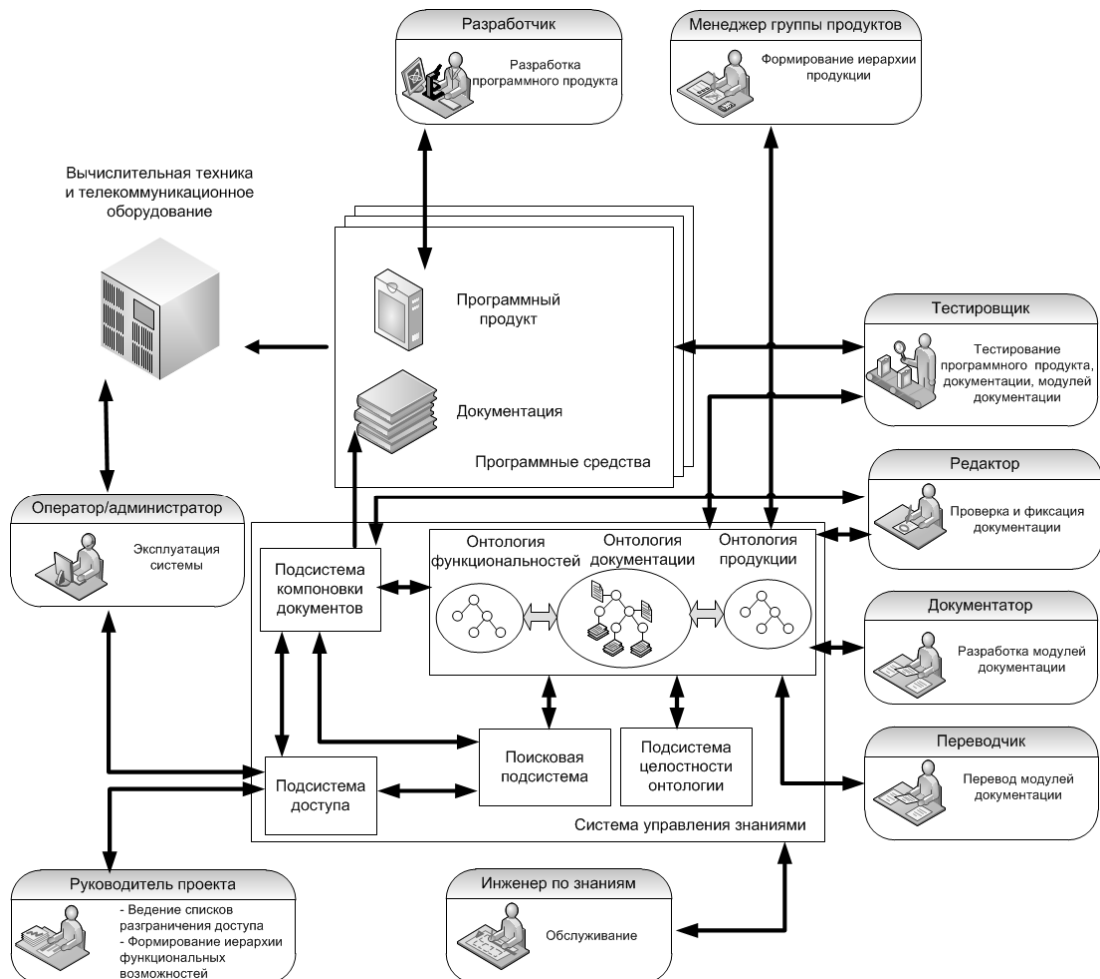 Разработчик
Разработка
программного продукта
Менеджер группы продуктов
Формирование иерархии
продукции
Вычислительная техника
и телекоммуникационное
оборудование
Программный
продукт
Документация
Программные средства
Тестировщик
Тестирование
программного продукта,
документации, модулей
документации
Редактор
Проверка и фиксация
документации
Оператор/администратор
Эксплуатация
системы
Подсистема
компоновки
документов
Онтология
функциональностей
Онтология
документации
Онтология
продукции
Документатор
Разработка модулей
документации
Поисковая
подсистема
Подсистема
целостности
онтологии
Подсистема
доступа
Система управления знаниями
Переводчик
Перевод модулей
документации
Руководитель проекта
- Ведение списков
разграничения доступа
- Формирование иерархии
функциональных
возможностей
Инженер по знаниям
Обслуживание